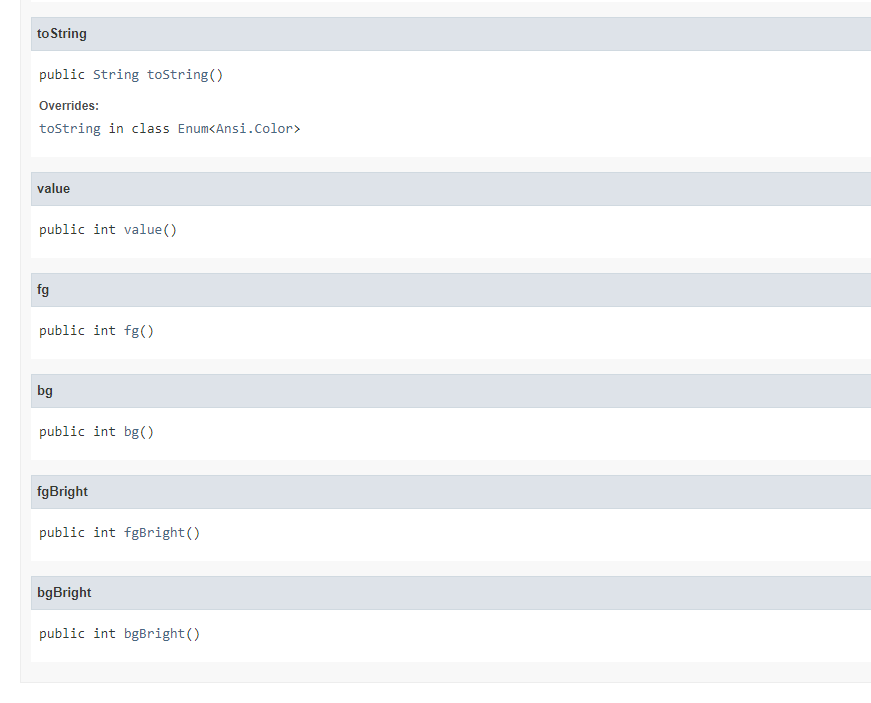 toString
public String toString()
Overrides:
toString in class Enum<Ansi.Color>
value
public int value()
fg
public int fg()
bg
public int bg()
fgBright
public int fgBright()
bgBright
public int bgBright()